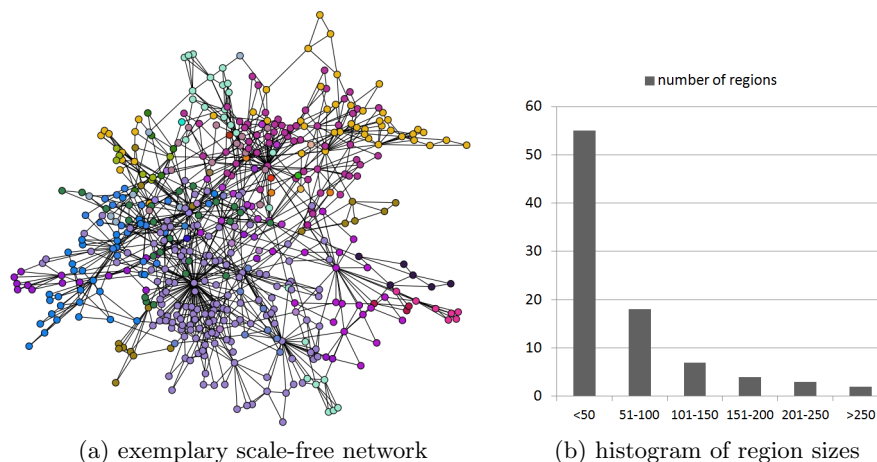 number of regions
60
50
40
30
20
10
0
<50 51-100 101-150 151-200 201-250 >250
(a) exemplary scale-free network
(b) histogram of region sizes